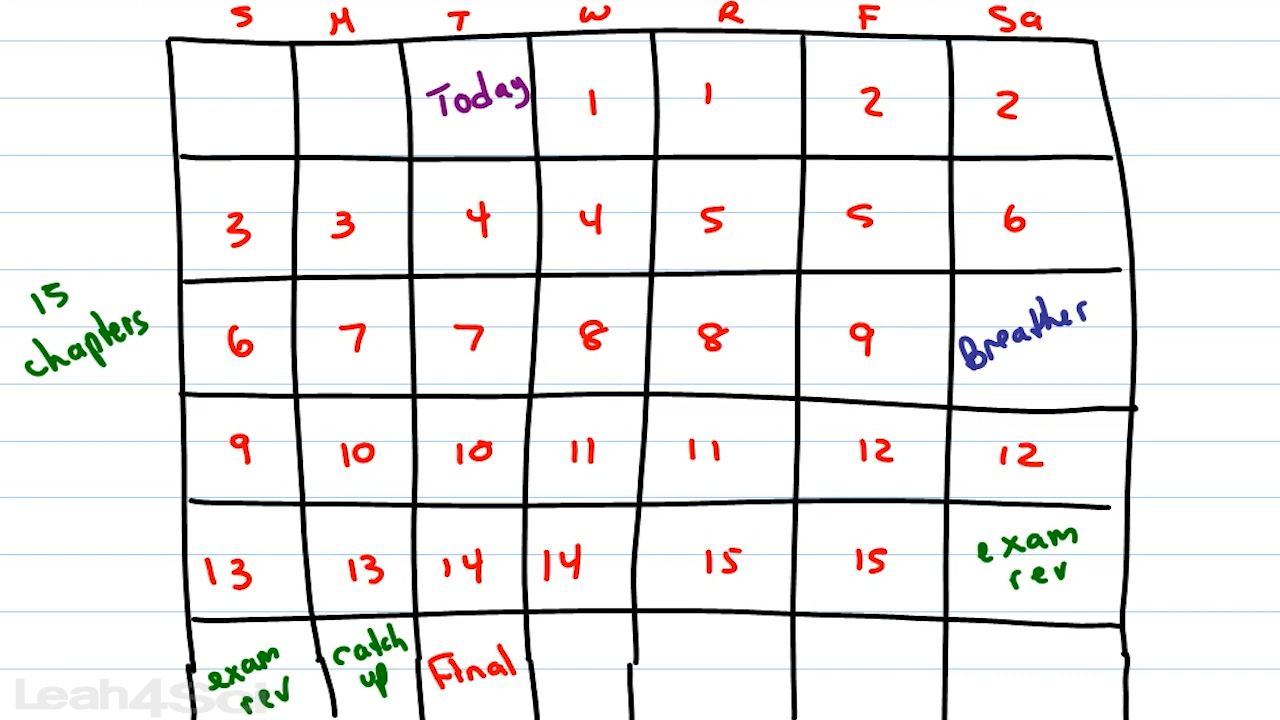 S M T W R F Sa
Today 1 1 2 2
3 3 4 4 5 5 6
15
chapters
6 7 7 8 8 9 Breather
9 10 10 11 11 12 12
13 13 14 14 15 15 exam
rev
exam
rev
catch
up
Final
Leah4Sci